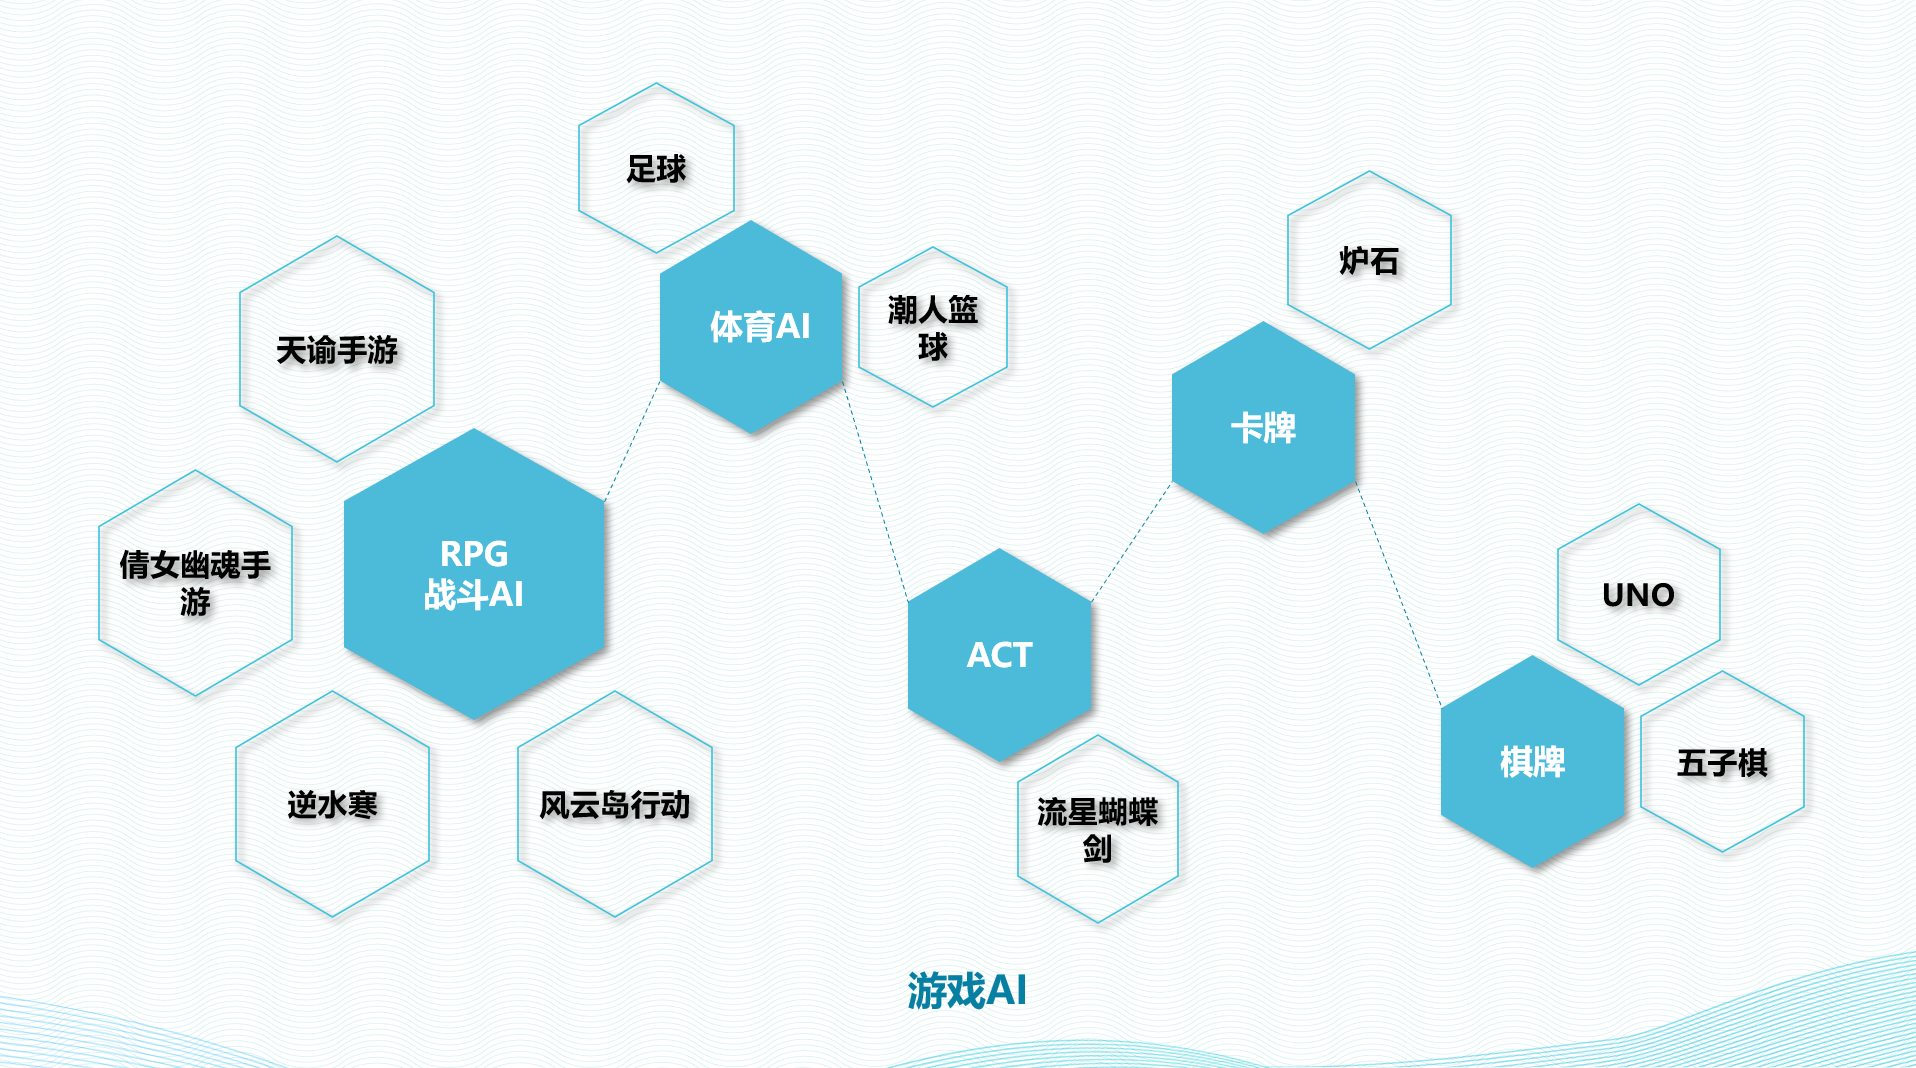 足球
体育AI
潮人篮
球
天谕手游
倩女幽魂手
游
RPG
战斗AI
逆水寒
风云岛行动
炉石
卡牌
ACT
流星蝴蝶
剑
UNO
棋牌
五子棋
游戏AI